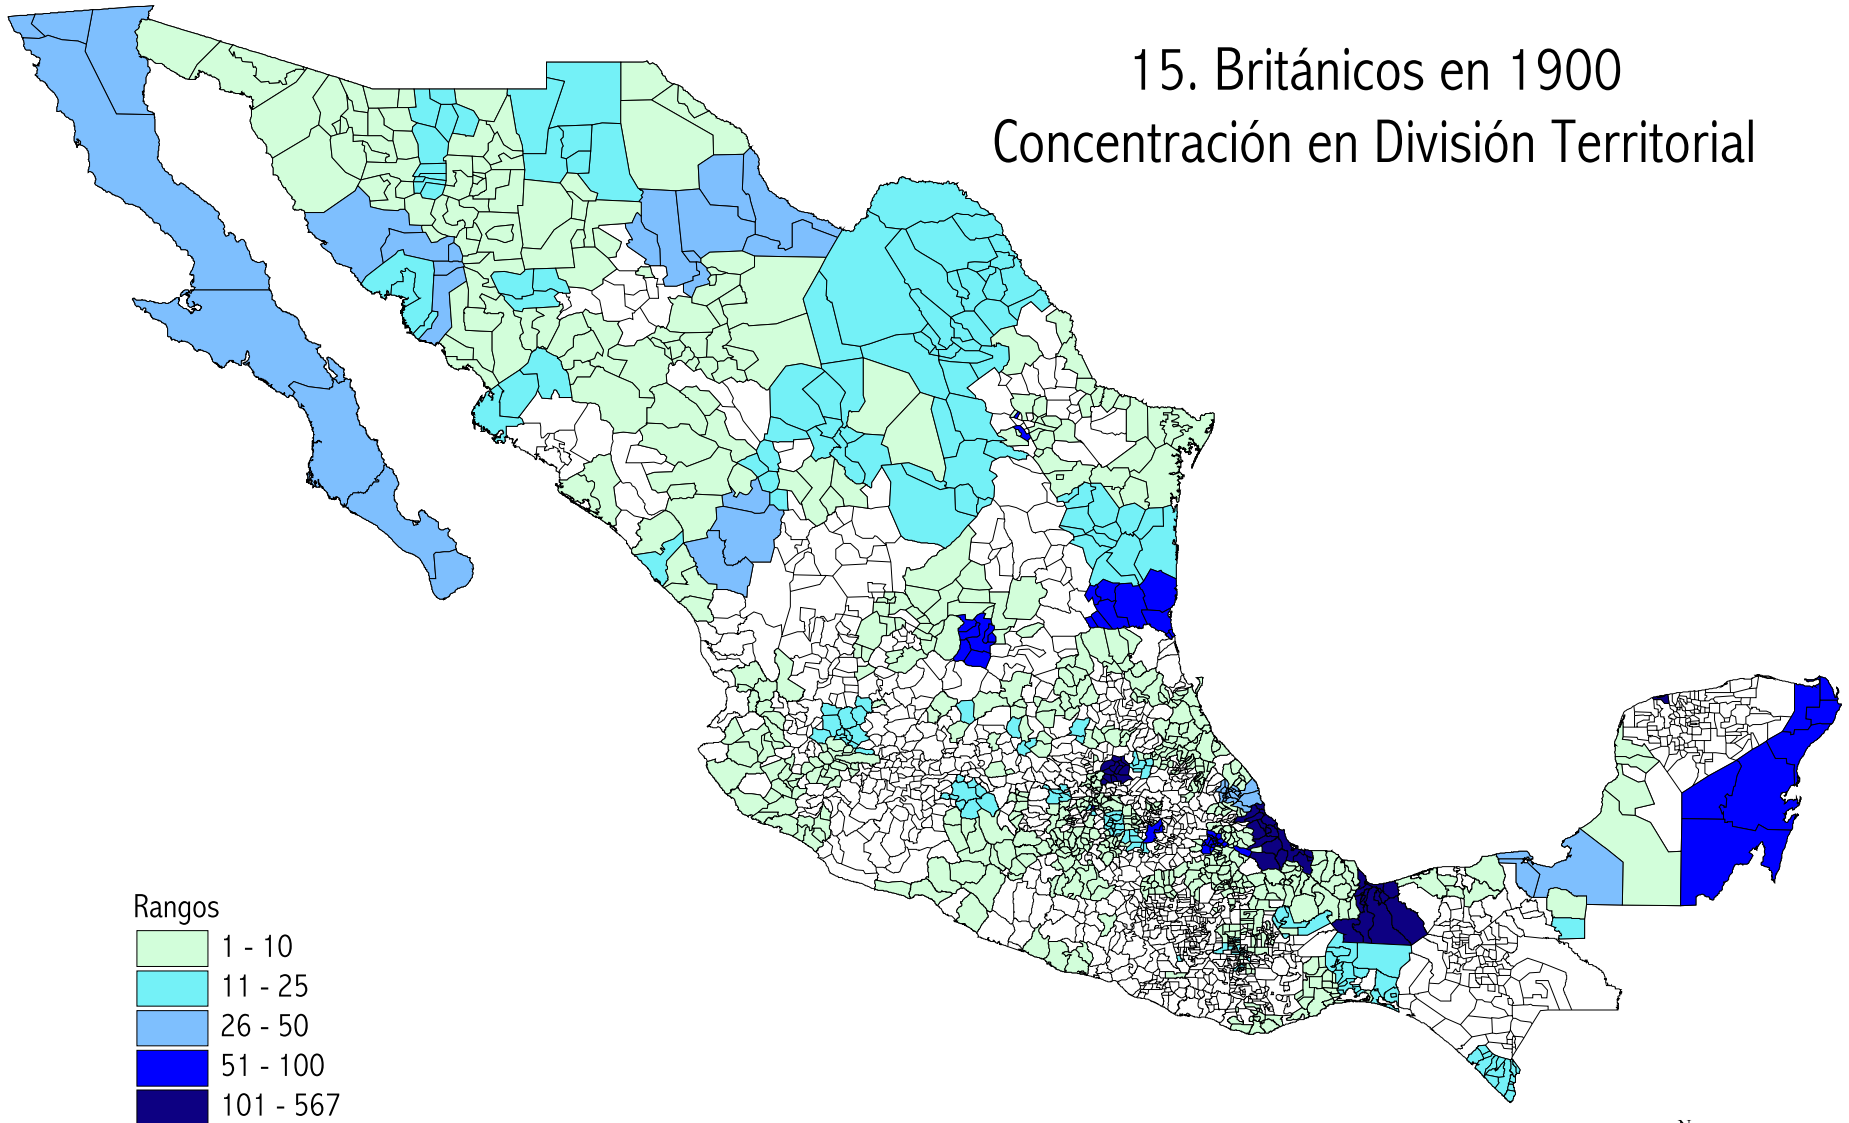 15. Británicos en 1900
Concentración en División Territorial
Rangos
1 - 10
11 - 25
26 - 50
51 - 100
101 - 567